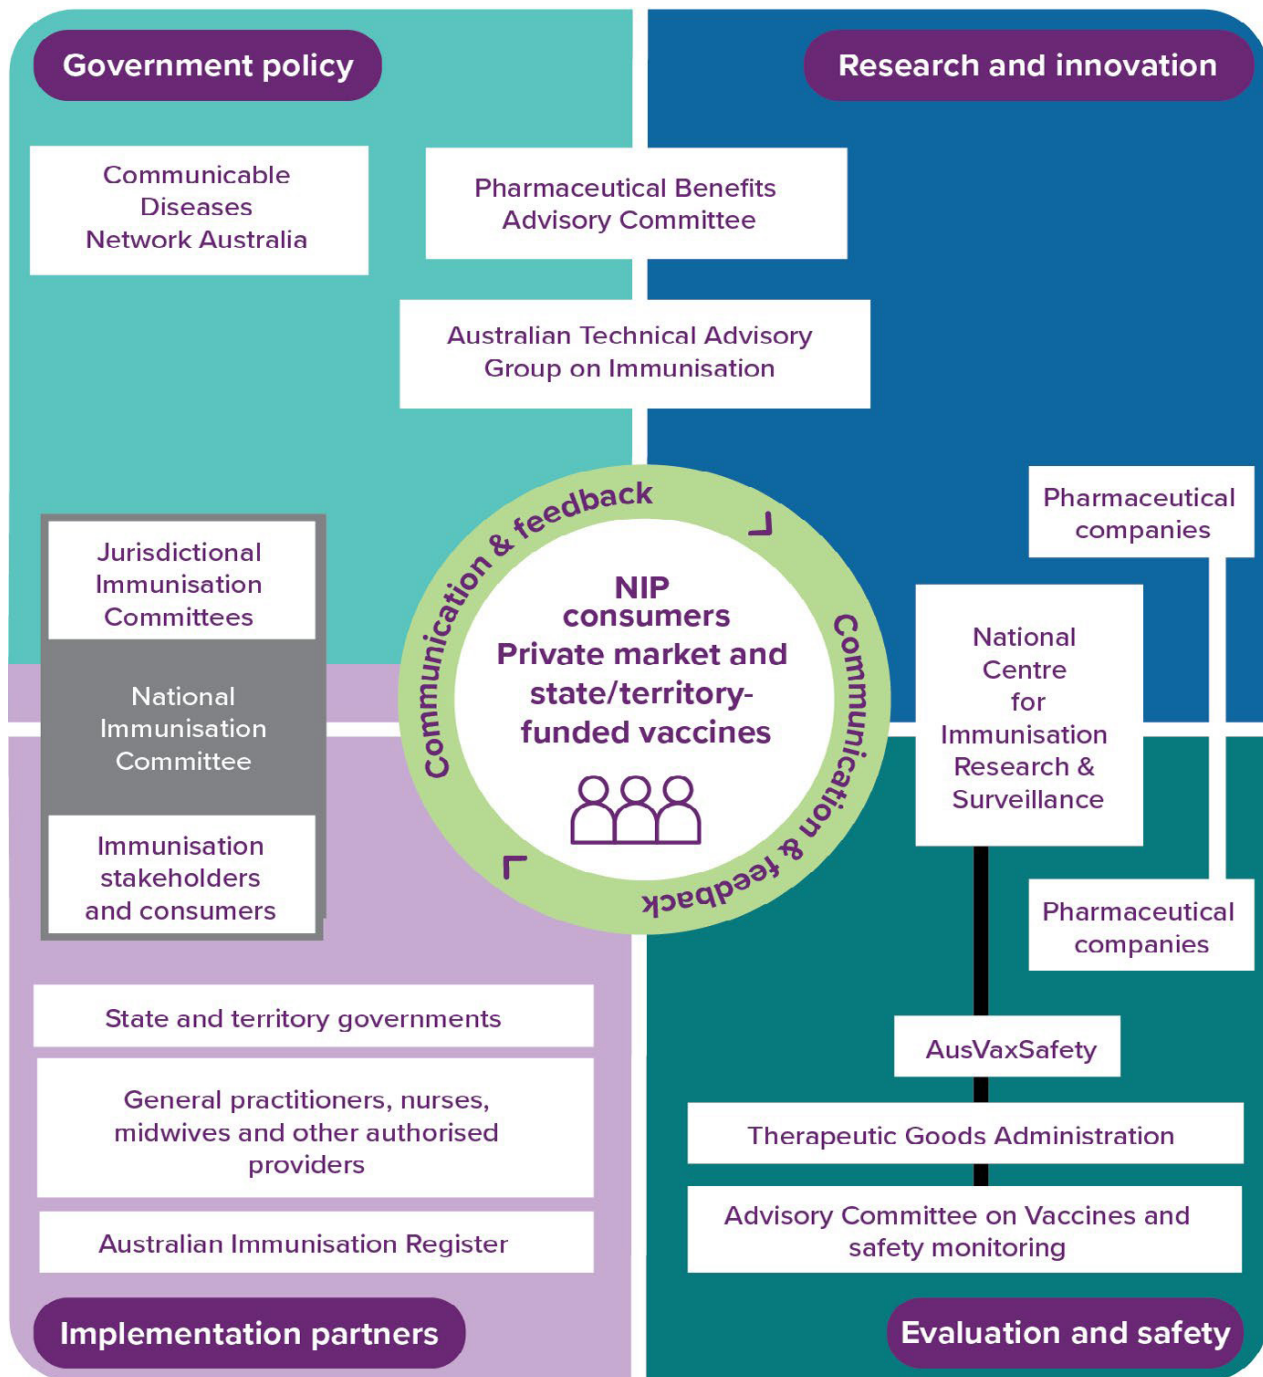 Government policy
Research and innovation
Communicable
Diseases
Network Australia
Pharmaceutical Benefits
Advisory Committee
Australian Technical Advisory
Group on Immunisation
Jurisdictional
Immunisation
Committees
National
Immunisation
Committee
Immunisation
stakeholders
and consumers
Communication & feedback
NIP
consumers
Private market and
state/territory-
funded vaccines
Communication & feedback
Pharmaceutical
companies
National
Centre
for
Immunisation
Research &
Surveillance
Pharmaceutical
companies
State and territory governments
General practitioners, nurses,
midwives and other authorised
providers
Australian Immunisation Register
AusVaxSafety
Therapeutic Goods Administration
Advisory Committee on Vaccines and
safety monitoring
Implementation partners
Evaluation and safety